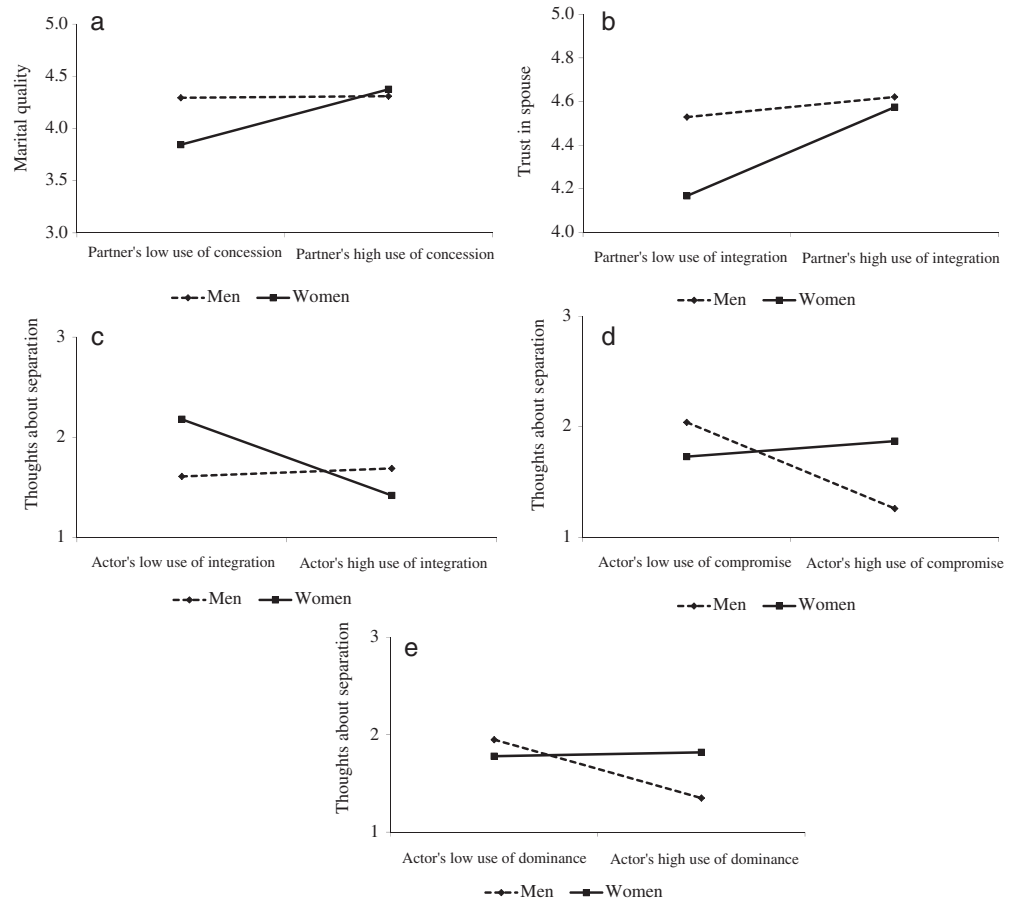 a
5.0
4.5
4.0
3.5
3.0
Marital quality
Partner's low use of concession Partner's high use of concession
Men Women
b
5.0
4.8
4.6
4.4
4.2
4.0
Trust in spouse
Partner's low use of integration Partner's high use of integration
Men Women
c
3
2
1
Thoughts about separation
Actor's low use of integration Actor's high use of integration
Men Women
d
3
2
1
Thoughts about separation
Actor's low use of compromise Actor's high use of compromise
Men Women
e
3
2
1
Thoughts about separation
Actor's low use of dominance Actor's high use of dominance
Men Women